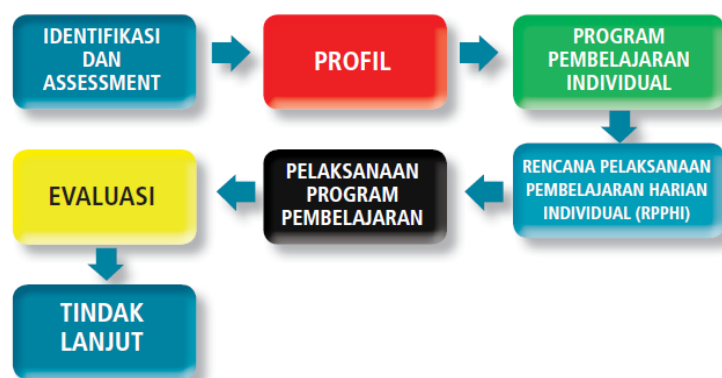 IDENTIFIKASI
DAN
ASSESSMENT
PROFIL
PROGRAM
PEMBELAJARAN
INDIVIDUAL
RENCANA PELAKSANAAN
PEMBELAJARAN HARIAN
INDIVIDUAL (RPPHI)
PELAKSANAAN
PROGRAM
PEMBELAJARAN
EVALUASI
TINDAK
LANJUT